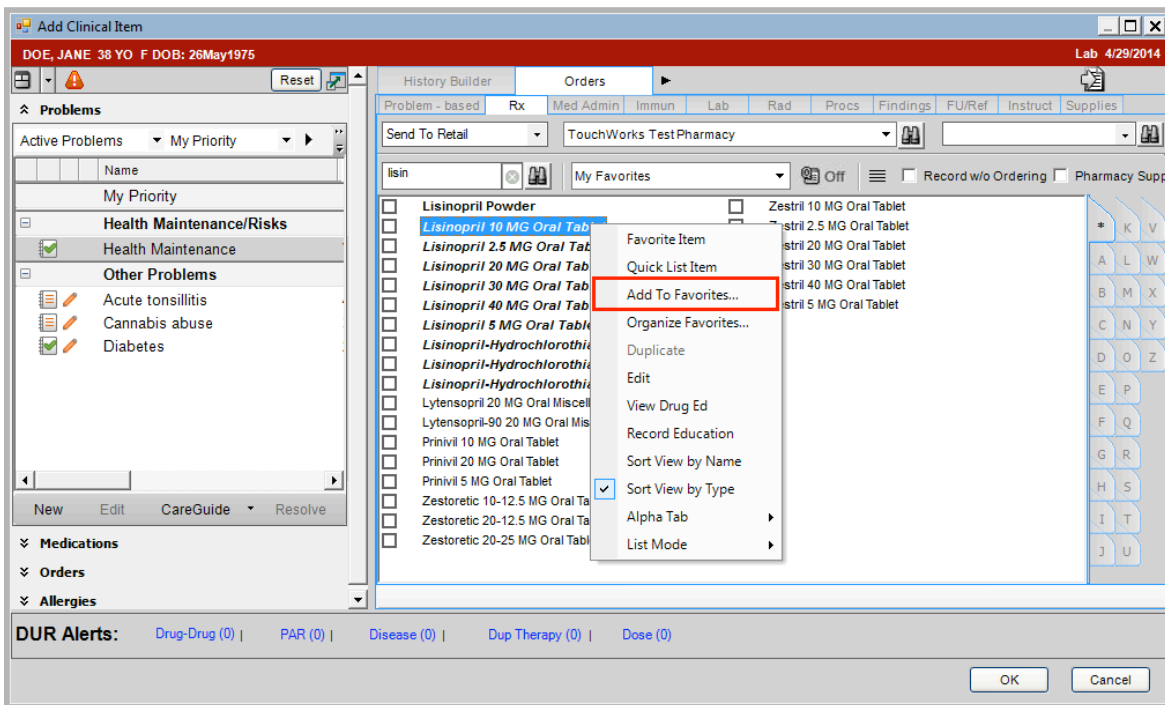 Add Clinical Item
DOE, JANE 38 YO F DOB: 26May1975
Lab 4/29/2014
Reset
Problems
Active Problems
My Priority
Name
My Priority
Health Maintenance/Risks
Health Maintenance
Other Problems
Acute tonsillitis
Cannabis abuse
Diabetes
New
Edit
CareGuide
Resolve
Medications
Orders
Allergies
History Builder
Orders
Problem - based
Rx
Med Admin
Immun
Lab
Rad
Procs
Findings
FU/Ref
Instruct
Supplies
Send To Retail
TouchWorks Test Pharmacy
lisin
My Favorites
Off
Record w/o Ordering
Pharmacy Supp
Lisinopril Powder
Lisinopril 10 MG Oral Tablet
Lisinopril 2.5 MG Oral Tab
Lisinopril 20 MG Oral Tab
Lisinopril 30 MG Oral Tab
Lisinopril 40 MG Oral Tab
Lisinopril 5 MG Oral Table
Lisinopril-Hydrochlorothia
Lisinopril-Hydrochlorothia
Lisinopril-Hydrochlorothia
Lytensopril 20 MG Oral Miscell
Lytensopril-90 20 MG Oral Mis
Prinivil 10 MG Oral Tablet
Prinivil 20 MG Oral Tablet
Prinivil 5 MG Oral Tablet
Zestoretic 10-12.5 MG Oral Ta
Zestoretic 20-12.5 MG Oral Ta
Zestoretic 20-25 MG Oral Tabl
Zestril 10 MG Oral Tablet
stril 2.5 MG Oral Tablet
stril 20 MG Oral Tablet
stril 30 MG Oral Tablet
stril 40 MG Oral Tablet
stril 5 MG Oral Tablet
Favorite Item
Quick List Item
Add To Favorites...
Organize Favorites...
Duplicate
Edit
View Drug Ed
Record Education
Sort View by Name
Sort View by Type
Alpha Tab
List Mode
* K V
A L W
B M X
C N Y
D O Z
E P
F Q
G R
H S
I T
J U
DUR Alerts: Drug-Drug (0) | PAR (0) | Disease (0) | Dup Therapy (0) | Dose (0)
OK
Cancel